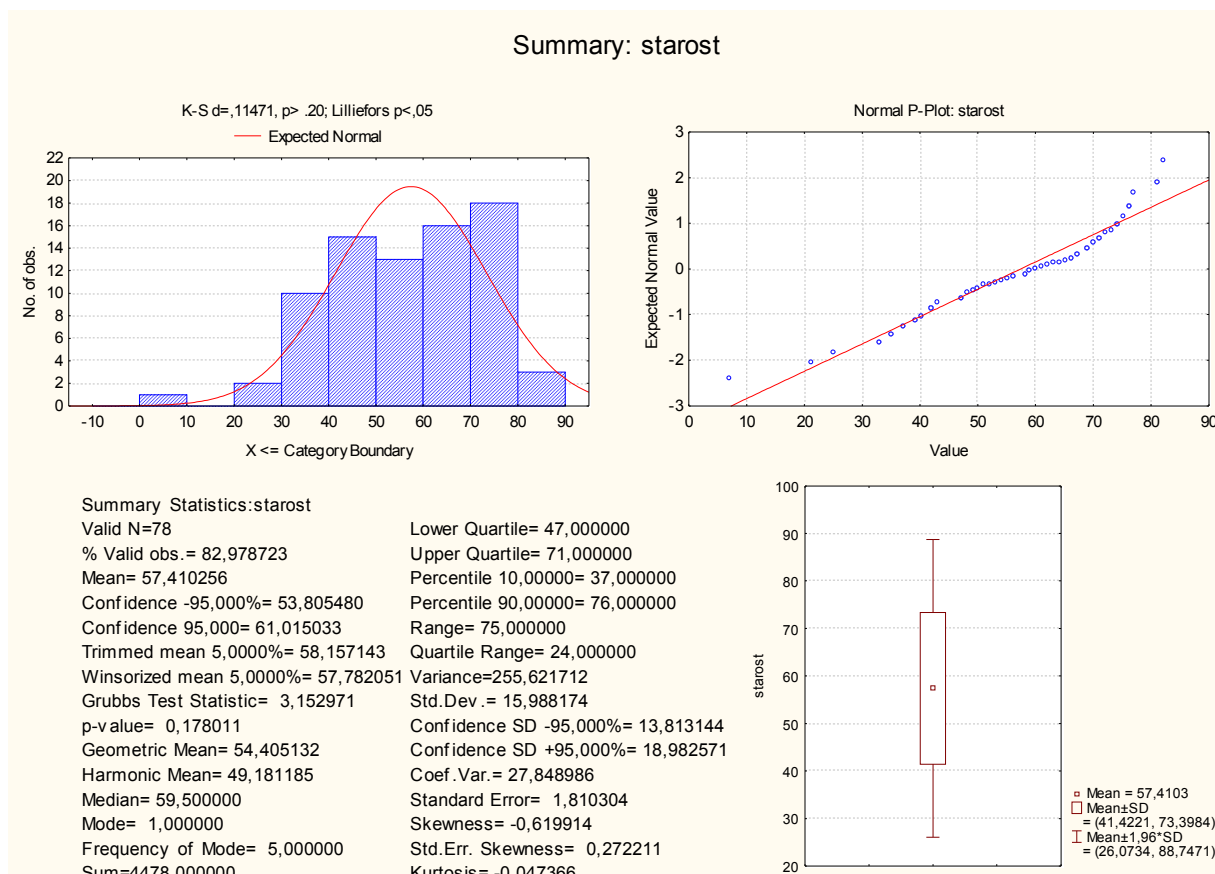 Summary: starost
K-S d=,11471, p> .20; Lilliefors p<,05
Expected Normal
22
20
18
16
14
12
10
8
6
4
2
0
No. of obs.
-10 0 10 20 30 40 50 60 70 80 90
X <= Category Boundary
Normal P-Plot: starost
3
2
1
0
-1
-2
-3
Expected Normal Value
0 10 20 30 40 50 60 70 80 90
Value
Summary Statistics:starost
Valid N=78
% Valid obs.= 82,978723
Mean= 57,410256
Confidence -95,000%= 53,805480
Confidence 95,000= 61,015033
Trimmed mean 5,0000%= 58,157143
Winsorized mean 5,0000%= 57,782051
Grubbs Test Statistic= 3,152971
p-value= 0,178011
Geometric Mean= 54,405132
Harmonic Mean= 49,181185
Median= 59,500000
Mode= 1,000000
Frequency of Mode= 5,000000
Sum=4478,000000
Lower Quartile= 47,000000
Upper Quartile= 71,000000
Percentile 10,00000= 37,000000
Percentile 90,00000= 76,000000
Range= 75,000000
Quartile Range= 24,000000
Variance=255,621712
Std.Dev.= 15,988174
Confidence SD -95,000%= 13,813144
Confidence SD +95,000%= 18,982571
Coef.Var.= 27,848986
Standard Error= 1,810304
Skewness= -0,619914
Std.Err. Skewness= 0,272211
Kurtosis= -0,047366
100
90
80
70
60
50
40
30
20
starost
Mean = 57,4103
Mean±SD
= (41,4221, 73,3984)
Mean±1,96*SD
= (26,0734, 88,7471)